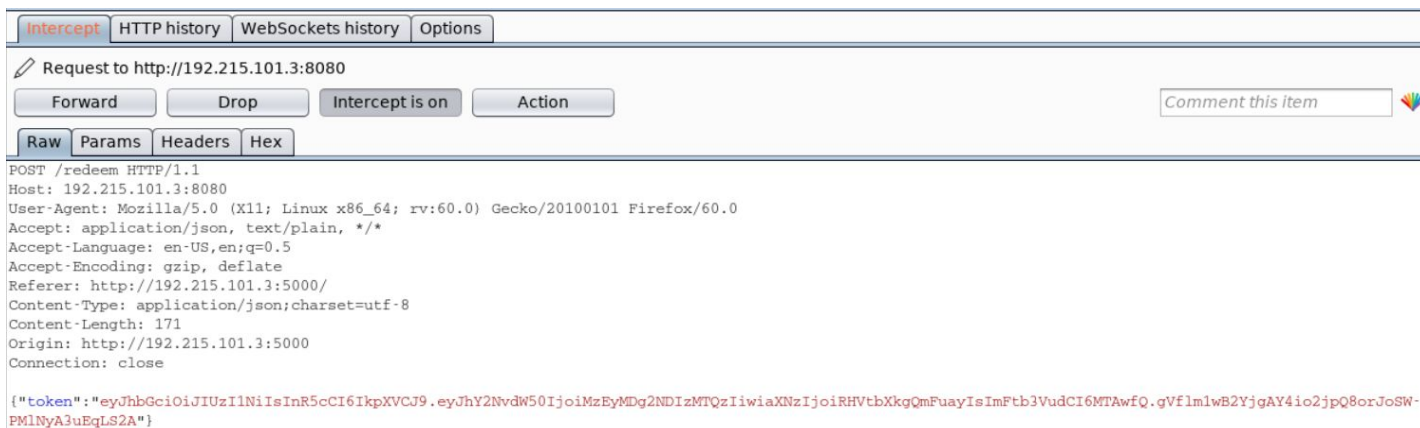 Intercept HTTP history WebSockets history Options
Request to http://192.215.101.3:8080
Forward Drop Intercept is on Action Comment this item
Raw Params Headers Hex
POST /redeem HTTP/1.1
Host: 192.215.101.3:8080
User-Agent: Mozilla/5.0 (X11; Linux x86_64; rv:60.0) Gecko/20100101 Firefox/60.0
Accept: application/json, text/plain, */*
Accept-Language: en-US,en;q=0.5
Accept-Encoding: gzip, deflate
Referer: http://192.215.101.3:5000/
Content-Type: application/json;charset=utf-8
Content-Length: 171
Origin: http://192.215.101.3:5000
Connection: close
{"token":"eyJhbGciOiJIUzI1NiIsInR5cCI6IkpXVCJ9.eyJhY2NvdW50IjoiMzEyMDg2NDIzMTQzIiwiaXNzIjoiRHVtbXkgQmFuayIsImFtb3VudCI6MTAwfQ.gVflm1wB2YjgAY4io2jpQ8orJoSW-
PMlNyA3uEqLS2A"}